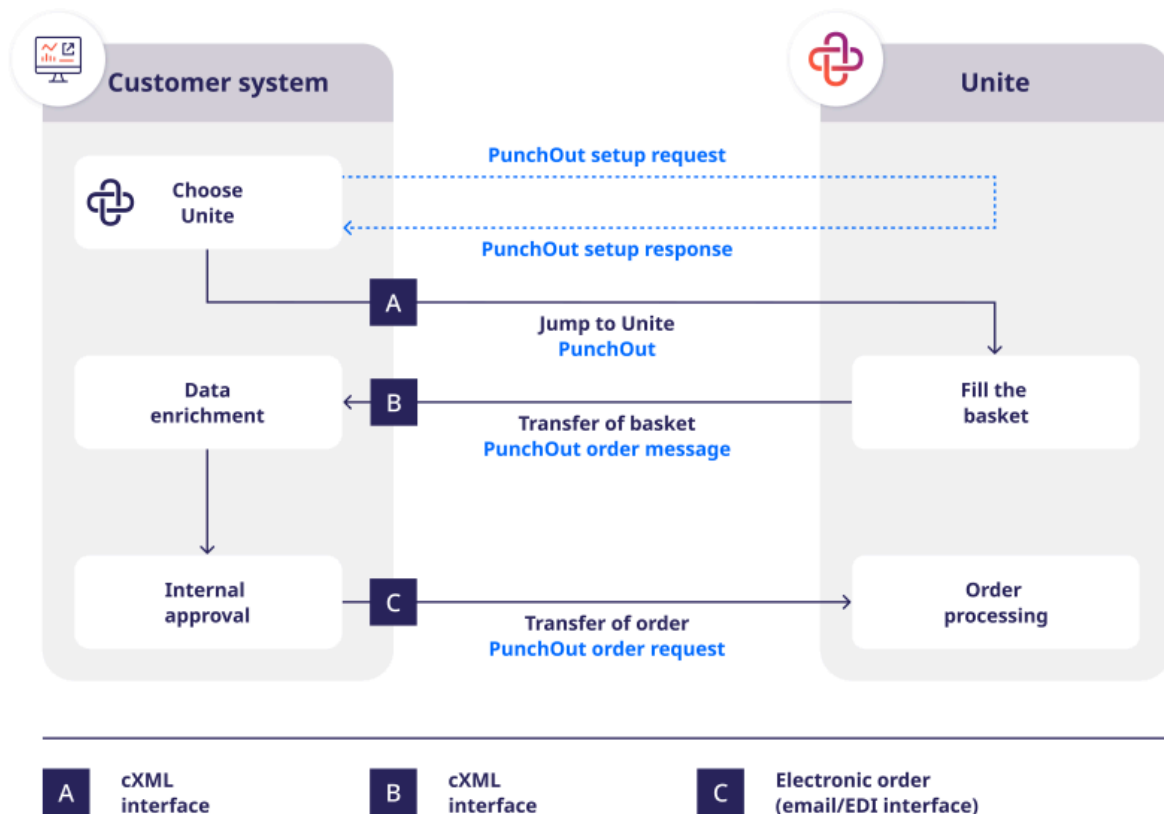 Customer system
Unite
PunchOut setup request
Choose
Unite
PunchOut setup response
A
Jump to Unite
PunchOut
Data
enrichment
B
Fill the
basket
Transfer of basket
PunchOut order message
Internal
approval
C
Order
processing
Transfer of order
PunchOut order request
A
cXML
interface
B
cXML
interface
C
Electronic order
(email/EDI interface)